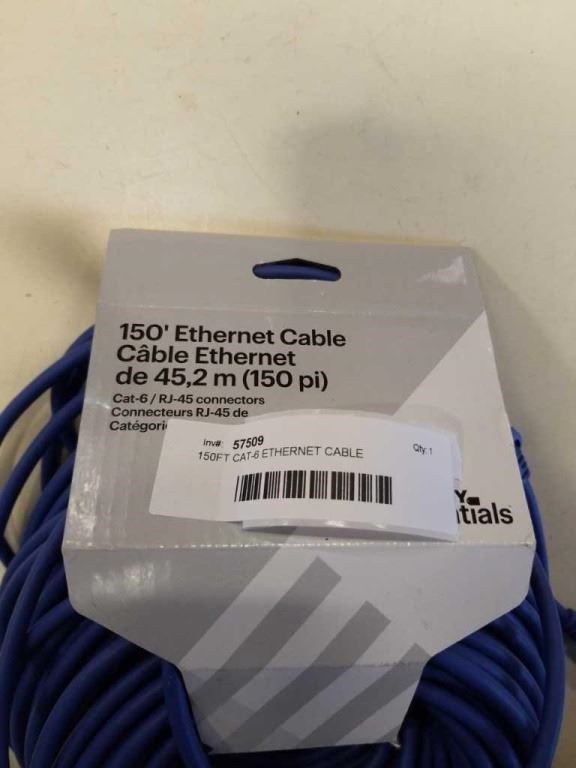 150' Ethernet Cable
Câble Ethernet
de 45,2 m (150 pi)
Cat-6 / RJ-45 connectors
Connecteurs RJ-45 de
Inv#: 57509
Qty: 1
150FT CAT-6 ETHERNET CABLE